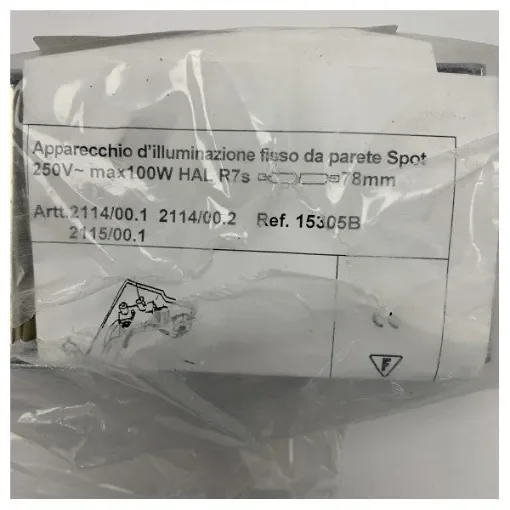 Apparecchio d'illuminazione fisso da parete Spot
250V~ max100W HAL R7s 78mm
Artt.2114/00.1 2114/00.2 Ref. 15305B
2115/00.1
F